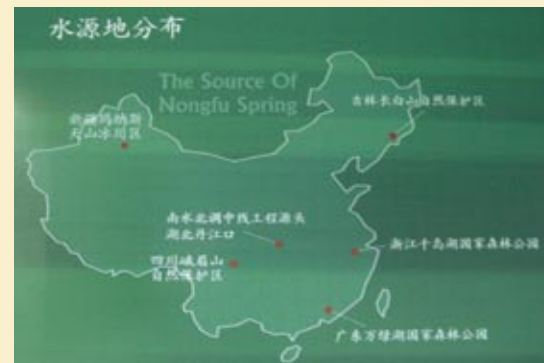 水源地分布
The Source Of
Nongfu Spring
吉林长白山自然保护区
新疆玛纳斯
天山冰川区
南水北调中线工程源头
湖北丹江口
浙江千岛湖国家森林公园
四川峨眉山
自然保护区
广东万绿湖国家森林公园